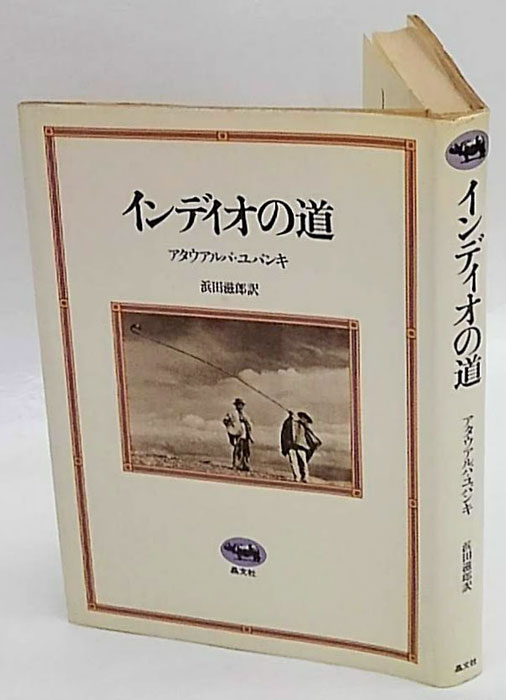 インディオの道
アタウアルパ・ユパンキ
浜田滋郎訳
晶文社
インディオの道
アタウアルパ・ユパンキ
浜田滋郎訳
晶文社